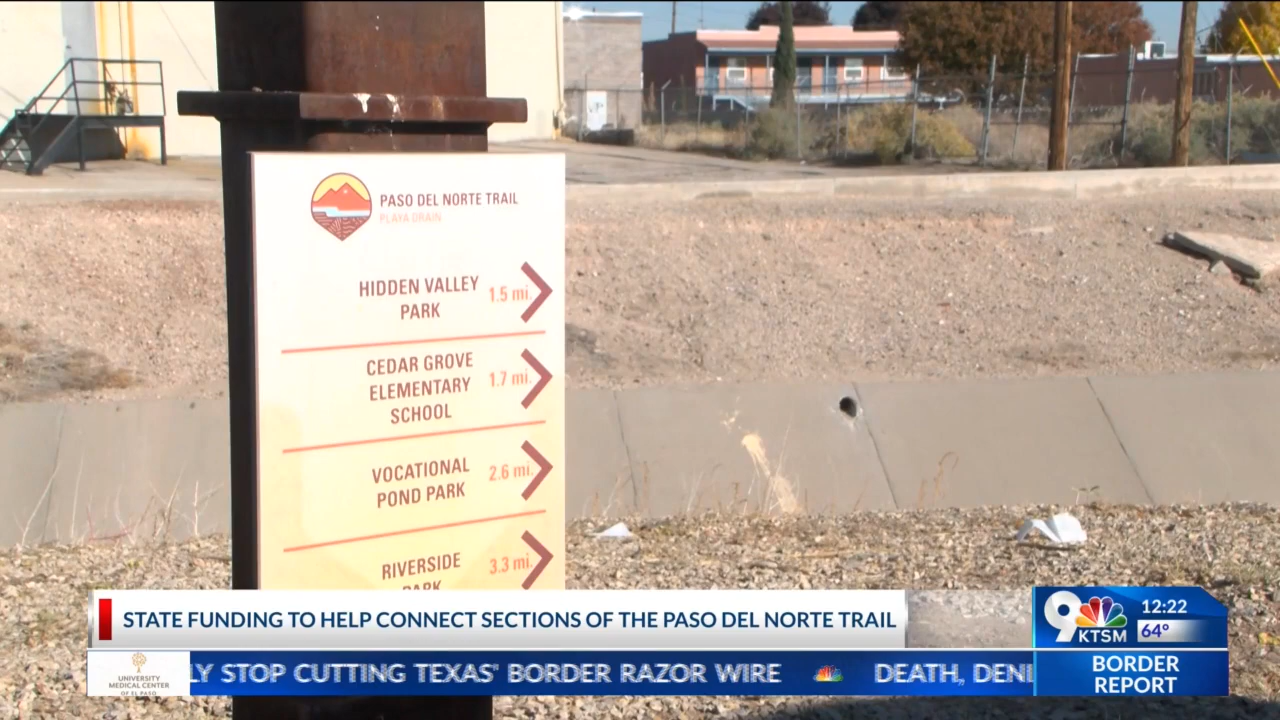 PASO DEL NORTE TRAIL
PLAYA DRAIN
HIDDEN VALLEY
PARK
1.5 mi.
CEDAR GROVE
ELEMENTARY
SCHOOL
1.7 mi.
VOCATIONAL
POND PARK
2.6 mi.
RIVERSIDE
PARK
3.3 mi.
STATE FUNDING TO HELP CONNECT SECTIONS OF THE PASO DEL NORTE TRAIL
9
KTSM
12:22
64°
UNIVERSITY
MEDICAL CENTER
OF EL PASO
LY STOP CUTTING TEXAS' BORDER RAZOR WIRE
DEATH, DENI
BORDER
REPORT